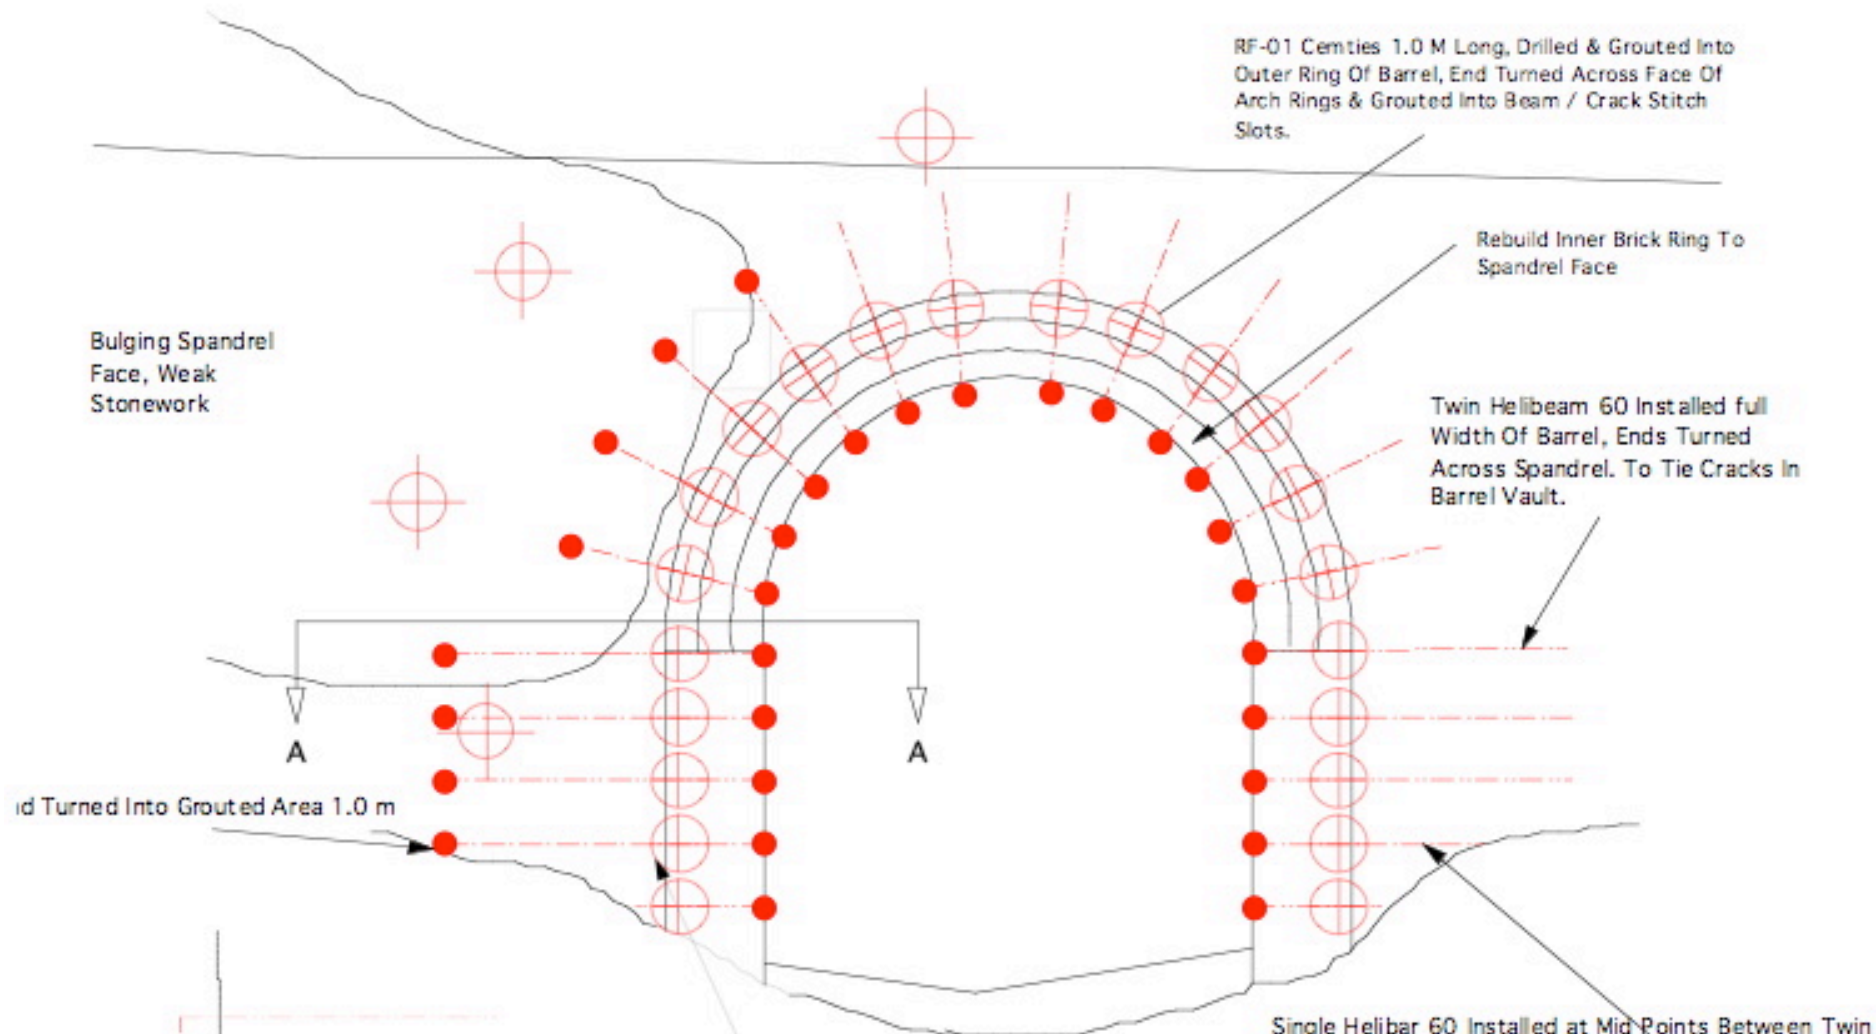 RF-01 Cemties 1.0 M Long, Drilled & Grouted Into
Outer Ring Of Barrel, End Turned Across Face Of
Arch Rings & Grouted Into Beam / Crack Stitch
Slots.
Rebuild Inner Brick Ring To
Spandrel Face
Bulging Spandrel
Face, Weak
Stonework
Twin Helibeam 60 Installed full
Width Of Barrel, Ends Turned
Across Spandrel. To Tie Cracks In
Barrel Vault.
A
A
Turned Into Grouted Area 1.0 m
Single Helibar 60 Installed at Mid Points Between Twin